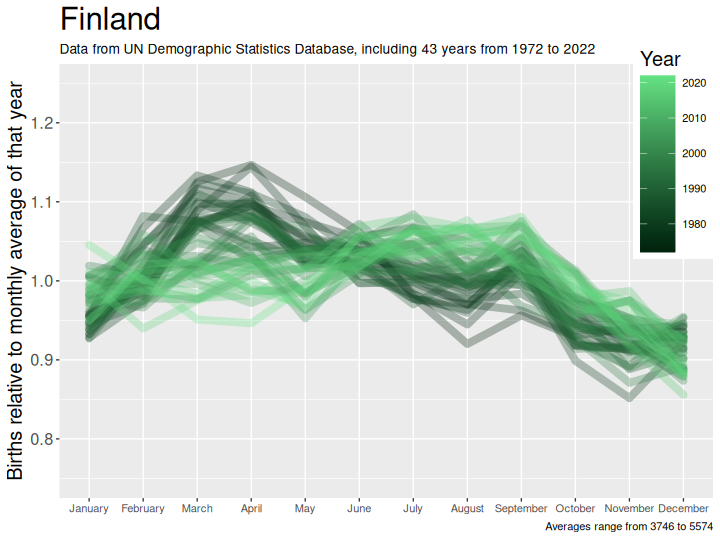 Finland
Data from UN Demographic Statistics Database, including 43 years from 1972 to 2022
Year
2020
2010
2000
1990
1980
Births relative to monthly average of that year
1.2
1.1
1.0
0.9
0.8
January February March April May June July August September October November December
Averages range from 3746 to 5574